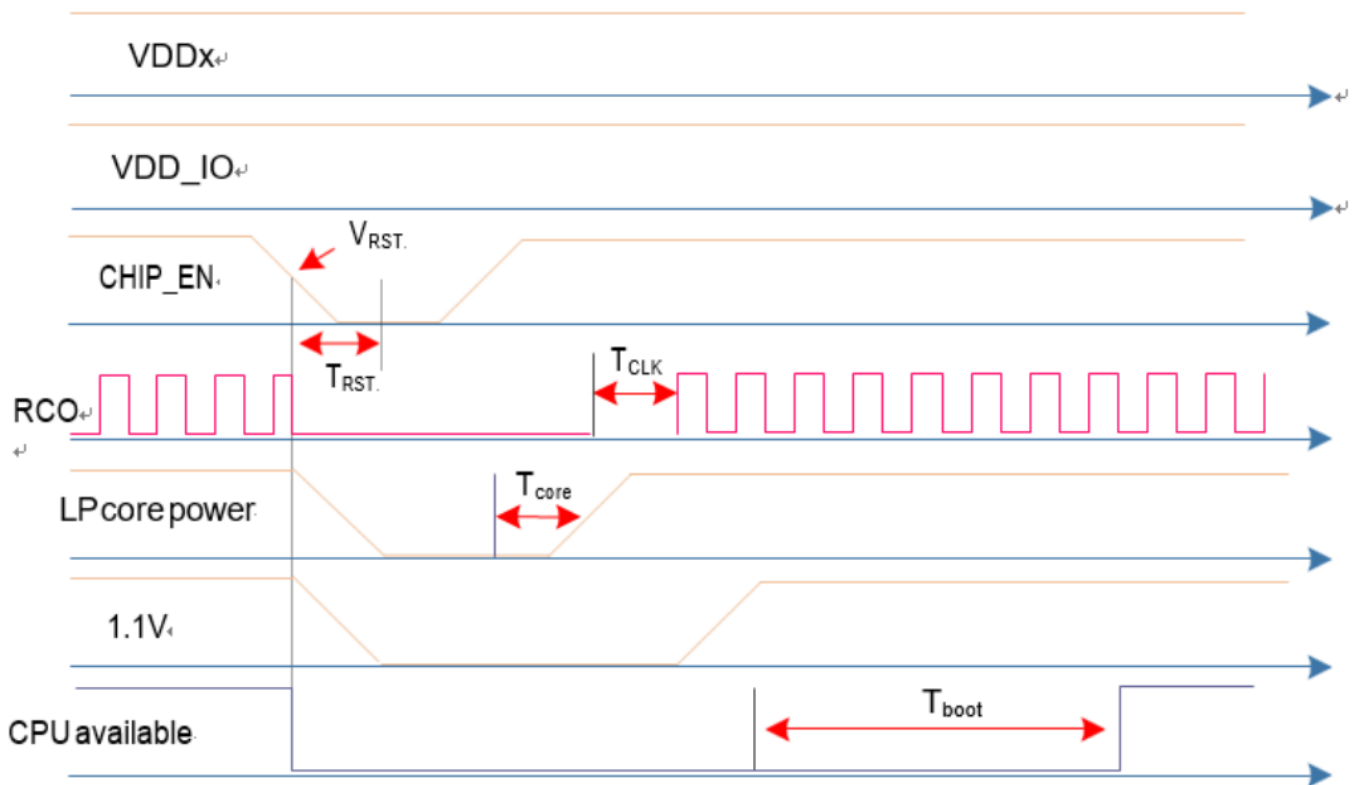 VDDx↵
↵
VDD_IO↵
↵
VRST.
CHIP_EN
TRST.
TCLK
RCO↵
↵
Tcore
LP core power
1.1V
Tboot
CPU available